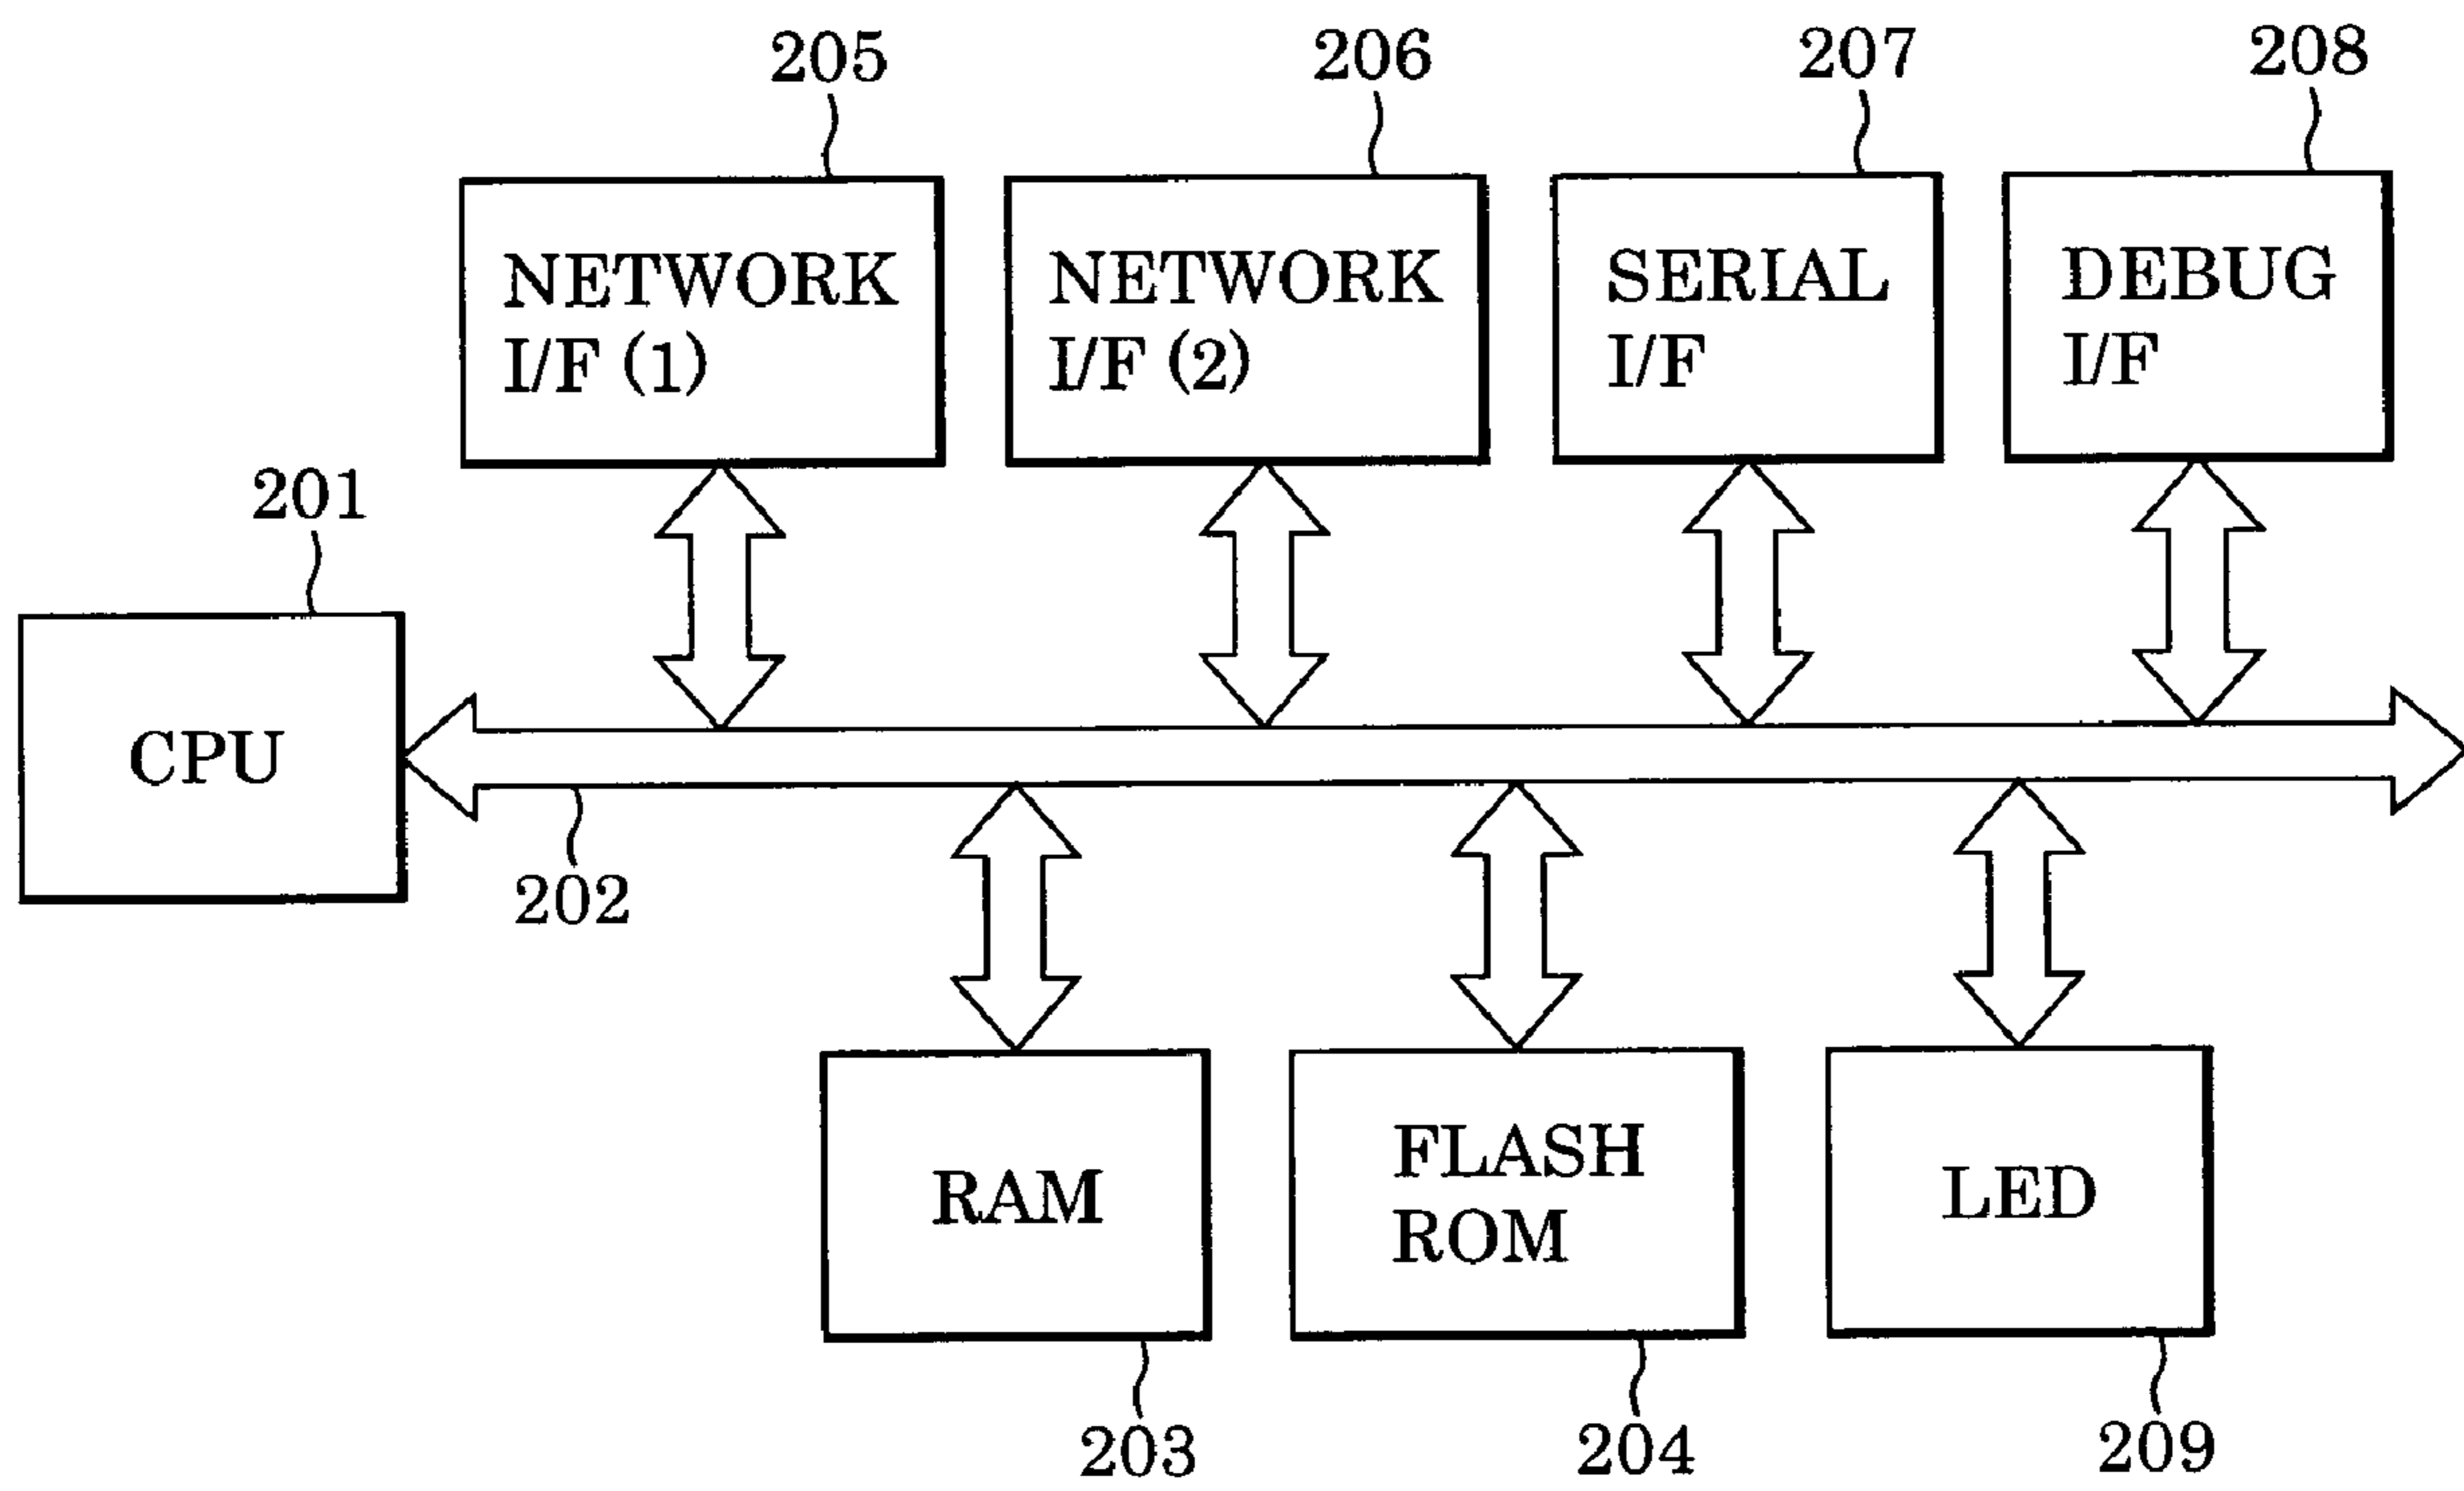 205
206
207
208
NETWORK
I/F (1)
NETWORK
I/F (2)
SERIAL
I/F
DEBUG
I/F
201
CPU
202
RAM
FLASH
ROM
LED
203
204
209